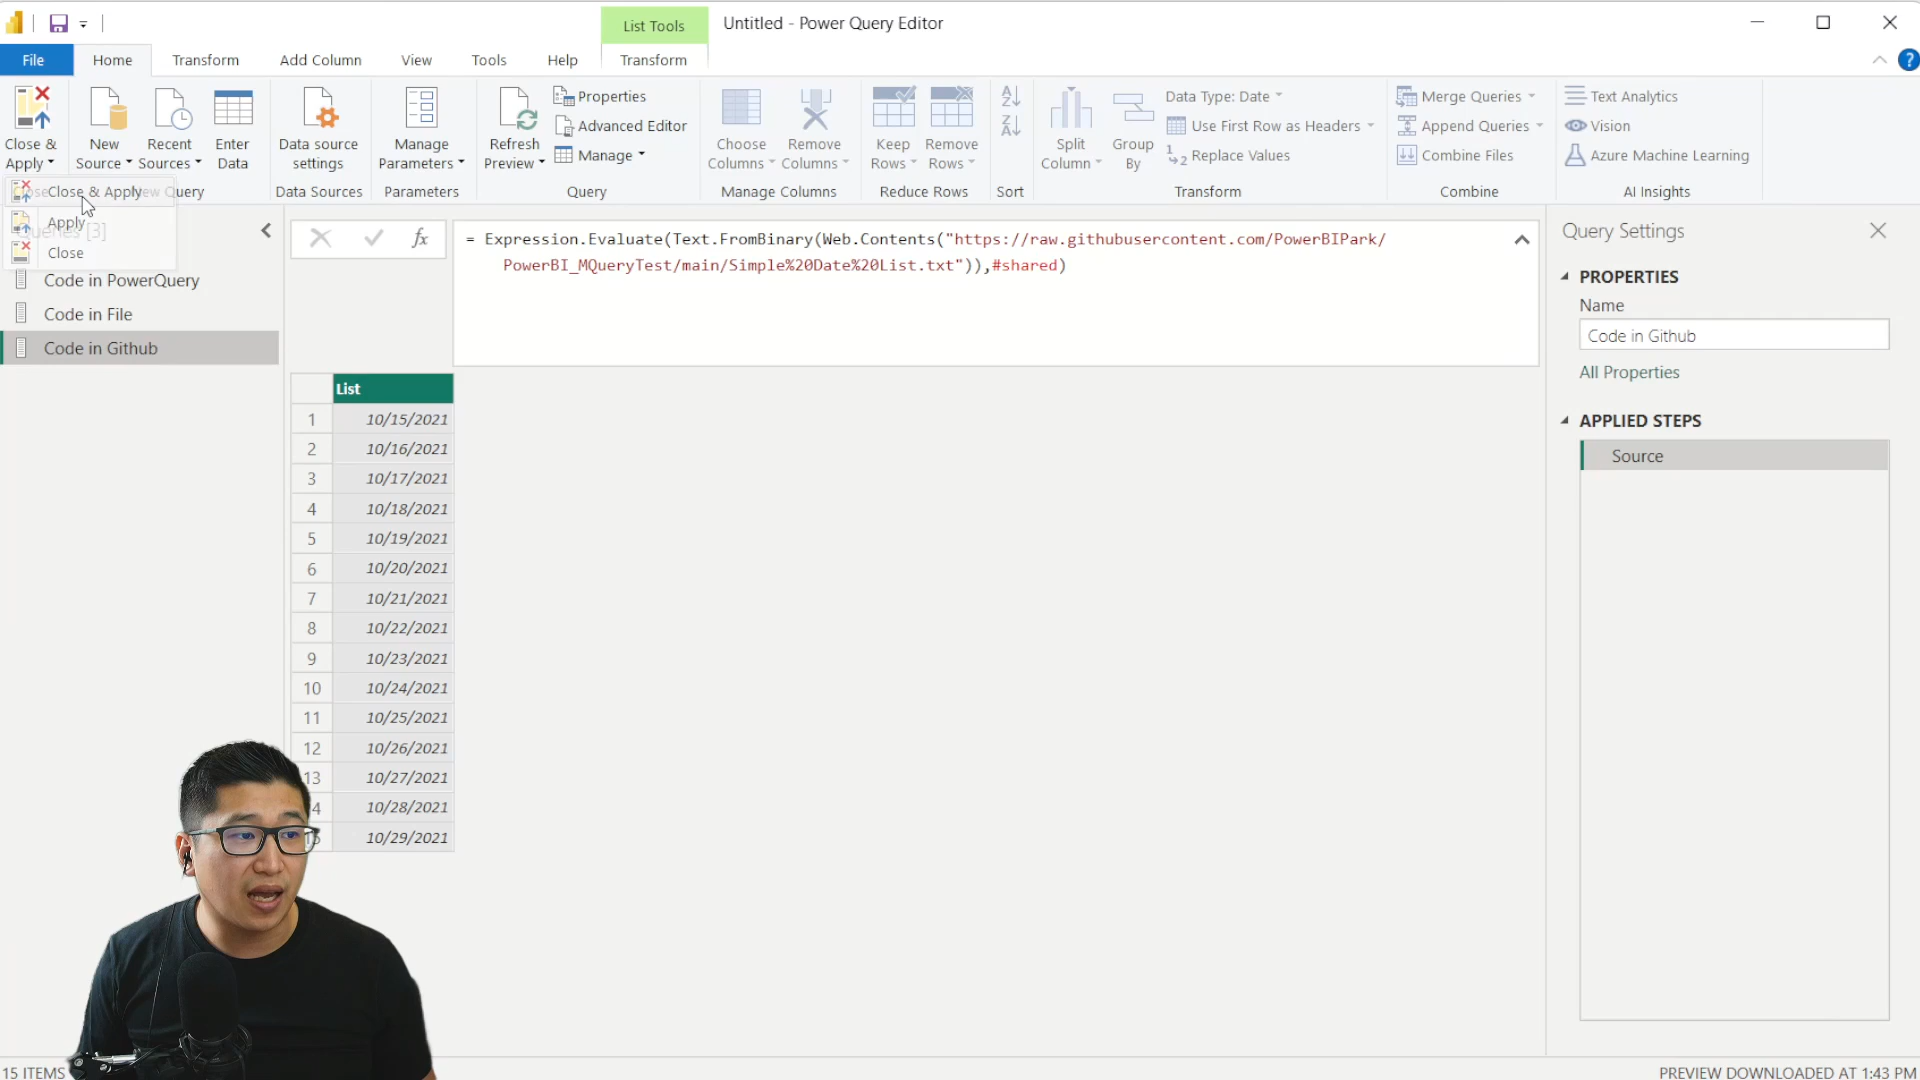 List Tools
Untitled - Power Query Editor
File
Home
Transform
Add Column
View
Tools
Help
Transform
Close & Apply
New Source
Recent Sources
Enter Data
Data source settings
Data Sources
Manage Parameters
Parameters
Refresh Preview
Properties
Advanced Editor
Manage
Query
Choose Columns
Remove Columns
Manage Columns
Keep Rows
Remove Rows
Reduce Rows
Sort
Split Column
Group By
Data Type: Date
Use First Row as Headers
Replace Values
Transform
Merge Queries
Append Queries
Combine Files
Combine
Text Analytics
Vision
Azure Machine Learning
AI Insights
Close & Apply
Query
Apply
Queries [3]
Close
Code in PowerQuery
Code in File
Code in Github
= Expression.Evaluate(Text.FromBinary(Web.Contents("https://raw.githubusercontent.com/PowerBIPark/
PowerBI_MQueryTest/main/Simple%20Date%20List.txt")),#shared)
List
1 10/15/2021
2 10/16/2021
3 10/17/2021
4 10/18/2021
5 10/19/2021
6 10/20/2021
7 10/21/2021
8 10/22/2021
9 10/23/2021
10 10/24/2021
11 10/25/2021
12 10/26/2021
13 10/27/2021
4 10/28/2021
15 10/29/2021
Query Settings
PROPERTIES
Name
Code in Github
All Properties
APPLIED STEPS
Source
15 ITEMS
PREVIEW DOWNLOADED AT 1:43 PM